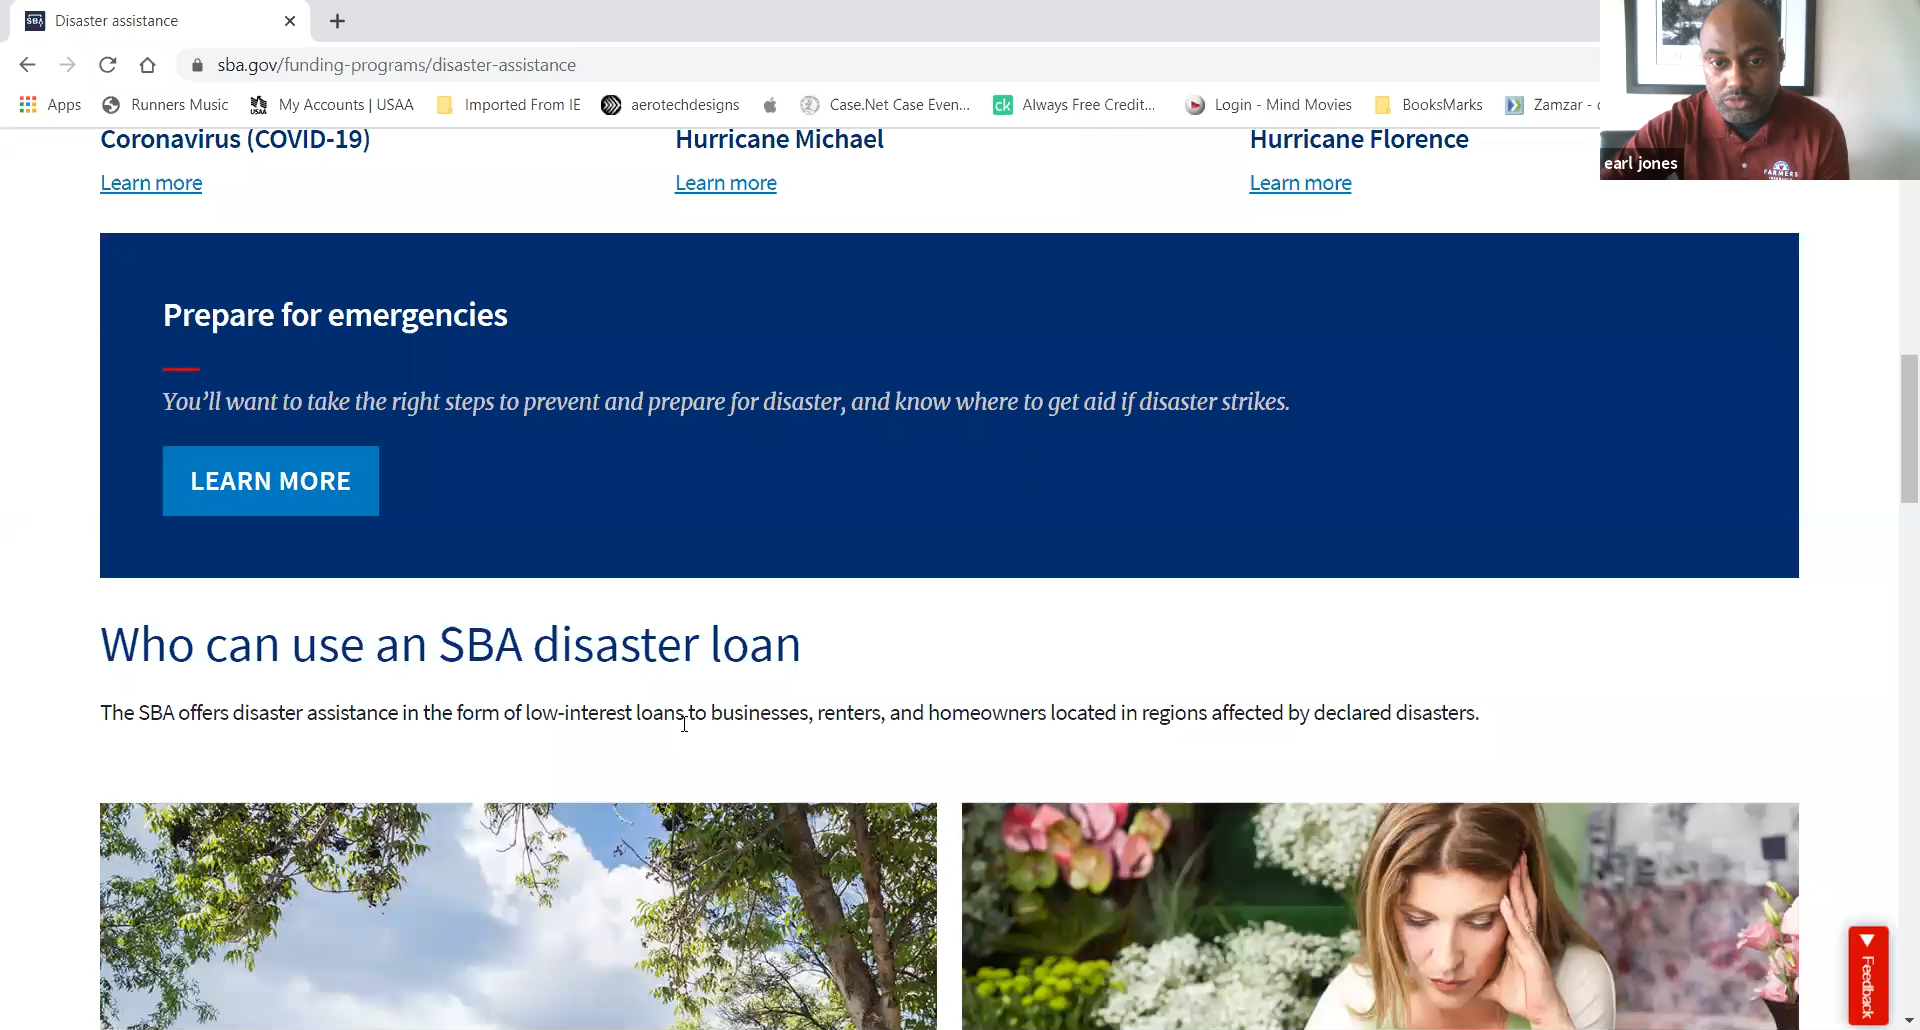 SBA
Disaster assistance
sba.gov/funding-programs/disaster-assistance
Apps
Runners Music
USAA
My Accounts | USAA
Imported From IE
aerotechdesigns
Case.Net Case Even...
ck
Always Free Credit...
Login - Mind Movies
BooksMarks
Zamzar - c
earl jones
FARMERS
Coronavirus (COVID-19)
Hurricane Michael
Hurricane Florence
Learn more
Learn more
Learn more
Prepare for emergencies
You’ll want to take the right steps to prevent and prepare for disaster, and know where to get aid if disaster strikes.
LEARN MORE
Who can use an SBA disaster loan
The SBA offers disaster assistance in the form of low-interest loans to businesses, renters, and homeowners located in regions affected by declared disasters.
Feedback